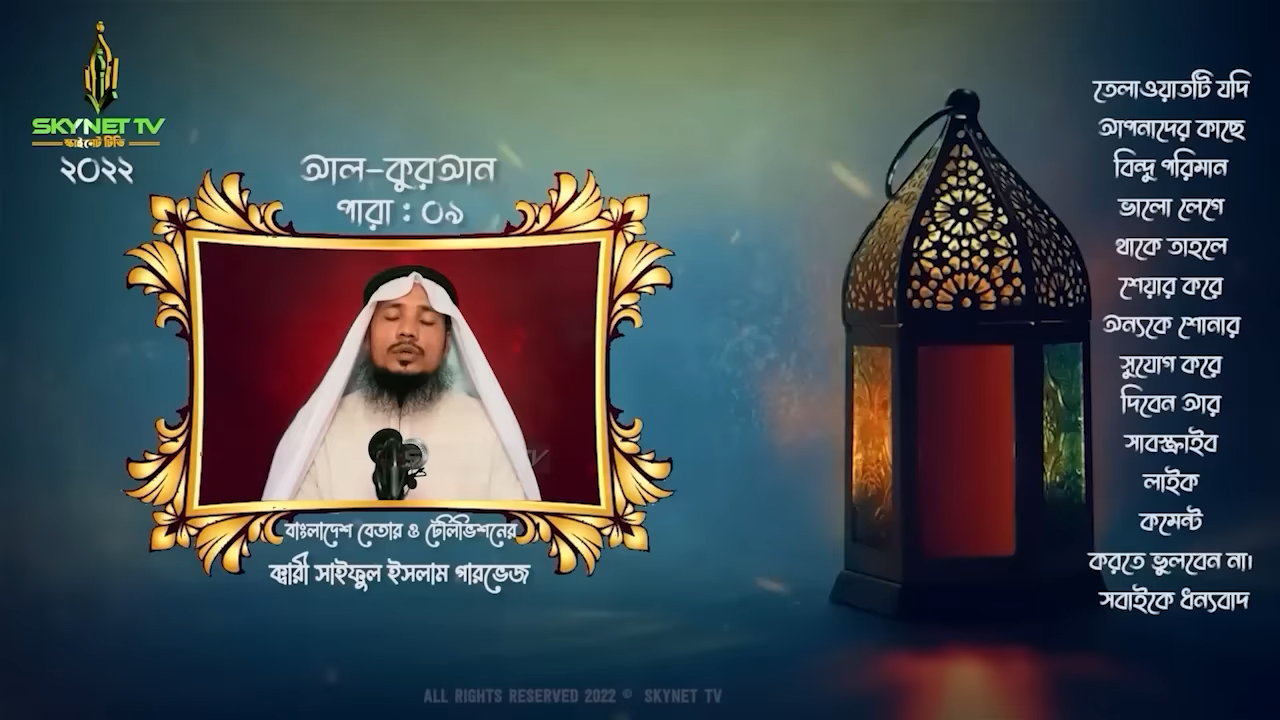 SKYNET TV
স্কাইনেট টিভি
২০২২
আল-কুরআন
পারা : ০৯
বাংলাদেশ বেতার ও টেলিভিশনের
ক্বারী সাইফুল ইসলাম পারভেজ
তেলাওয়াতটি যদি
আপনাদের কাছে
বিন্দু পরিমান
ভালো লেগে
থাকে তাহলে
শেয়ার করে
অন্যকে শোনার
সুযোগ করে
দিবেন আর
সাবস্ক্রাইব
লাইক
কমেন্ট
করতে ভুলবেন না।
সবাইকে ধন্যবাদ
ALL RIGHTS RESERVED 2022 © SKYNET TV